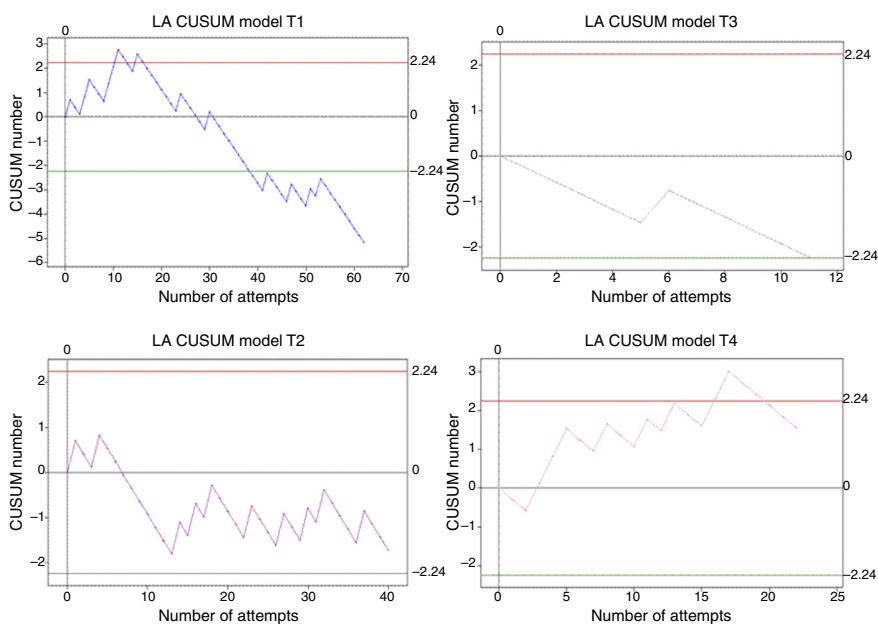 LA CUSUM model T1
0
3
2
1
0
–1
–2
–3
–4
–5
–6
2.24
0
–2.24
CUSUM number
0 10 20 30 40 50 60 70
Number of attempts
LA CUSUM model T3
0
2
1
0
–1
–2
2.24
0
–2.24
CUSUM number
0 2 4 6 8 10 12
Number of attempts
LA CUSUM model T2
0
2
1
0
–1
–2
2.24
0
–2.24
CUSUM number
0 10 20 30 40
Number of attempts
LA CUSUM model T4
0
3
2
1
0
–1
–2
2.24
0
–2.24
CUSUM number
0 5 10 15 20 25
Number of attempts